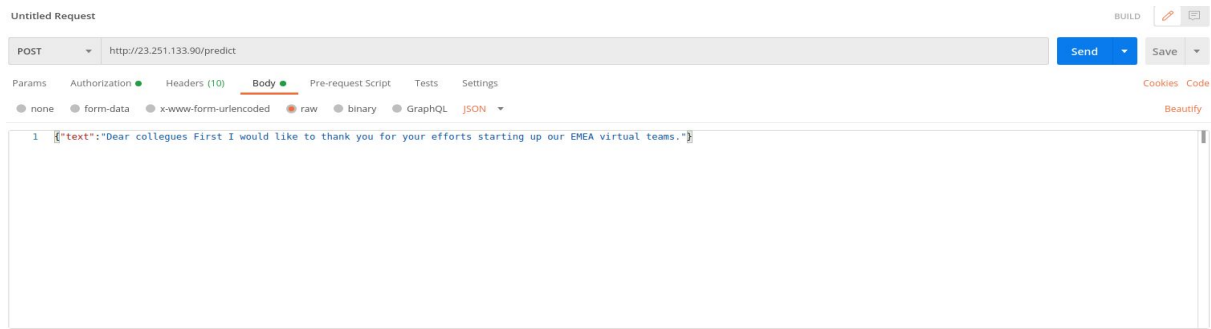 Untitled Request BUILD
POST http://23.251.133.90/predict Send Save
Params Authorization Headers (10) Body Pre-request Script Tests Settings Cookies Code
none form-data x-www-form-urlencoded raw binary GraphQL JSON Beautify
1 {"text":"Dear collegues First I would like to thank you for your efforts starting up our EMEA virtual teams."}